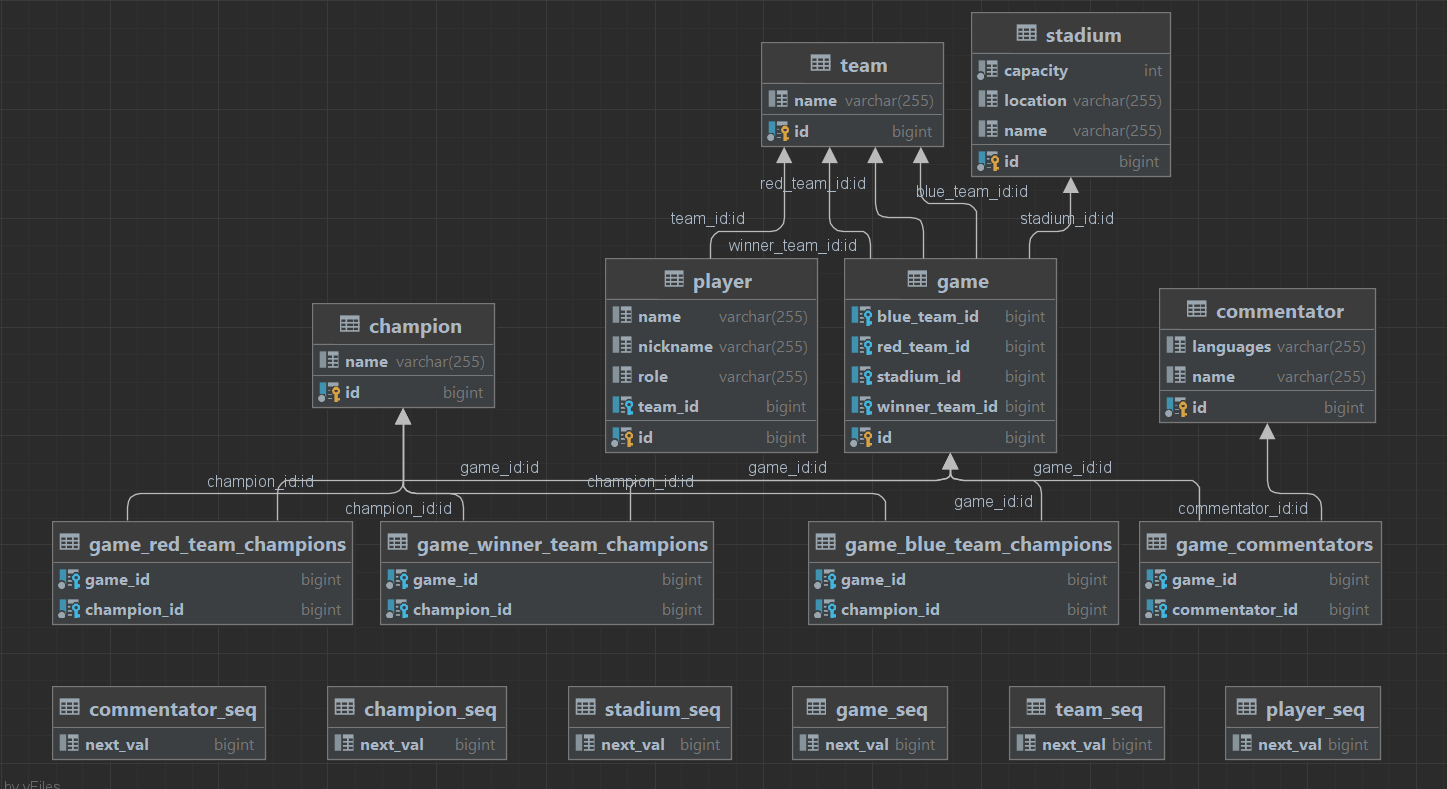 stadium
capacity int
location varchar(255)
name varchar(255)
id bigint
team
name varchar(255)
id bigint
red_team_id:id
blue_team_id:id
team_id:id
stadium_id:id
winner_team_id:id
player
name varchar(255)
nickname varchar(255)
role varchar(255)
team_id bigint
id bigint
game
blue_team_id bigint
red_team_id bigint
stadium_id bigint
winner_team_id bigint
id bigint
commentator
languages varchar(255)
name varchar(255)
id bigint
champion
name varchar(255)
id bigint
game_id:id
game_id:id
game_id:id
champion_id:id
champion_id:id
game_id:id
champion_id:id
commentator_id:id
game_red_team_champions
game_id bigint
champion_id bigint
game_winner_team_champions
game_id bigint
champion_id bigint
game_blue_team_champions
game_id bigint
champion_id bigint
game_commentators
game_id bigint
commentator_id bigint
commentator_seq
next_val bigint
champion_seq
next_val bigint
stadium_seq
next_val bigint
game_seq
next_val bigint
team_seq
next_val bigint
player_seq
next_val bigint
by yFiles